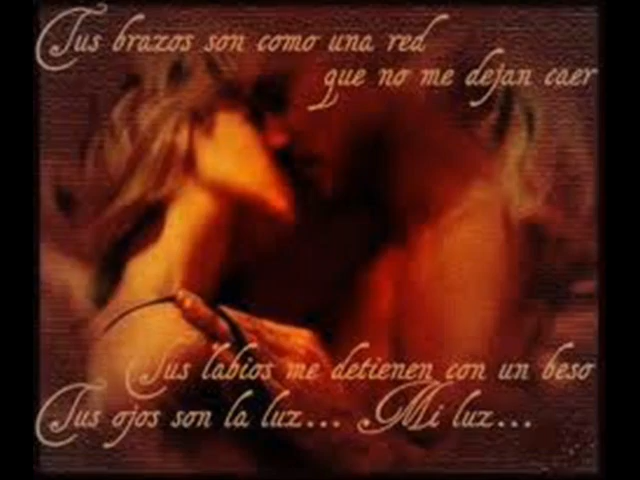 Tus brazos son como una red
que no me dejan caer
Tus labios me detienen con un beso
Tus ojos son la luz... Mi luz...